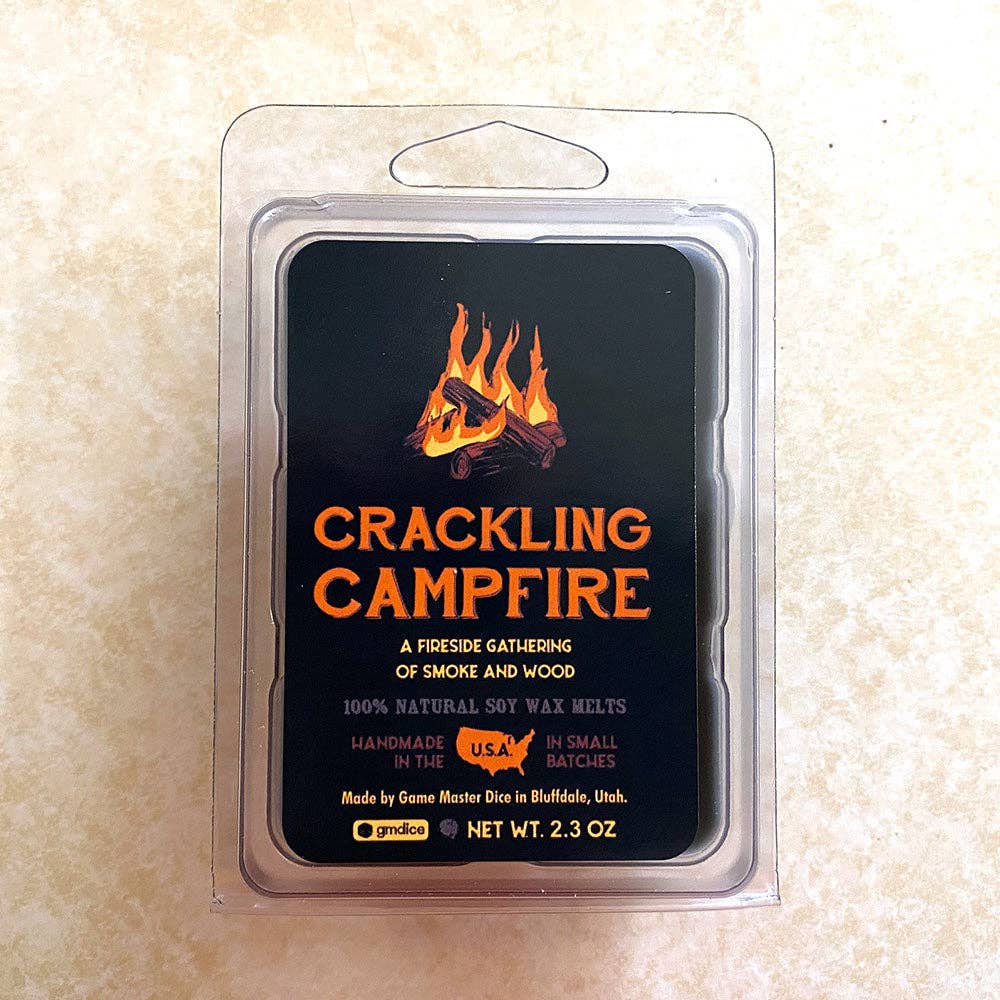 CRACKLING
CAMPFIRE
A FIRESIDE GATHERING
OF SMOKE AND WOOD
100% NATURAL SOY WAX MELTS
HANDMADE
IN THE
U.S.A.
IN SMALL
BATCHES
Made by Game Master Dice in Bluffdale, Utah.
gmdice NET WT. 2.3 OZ